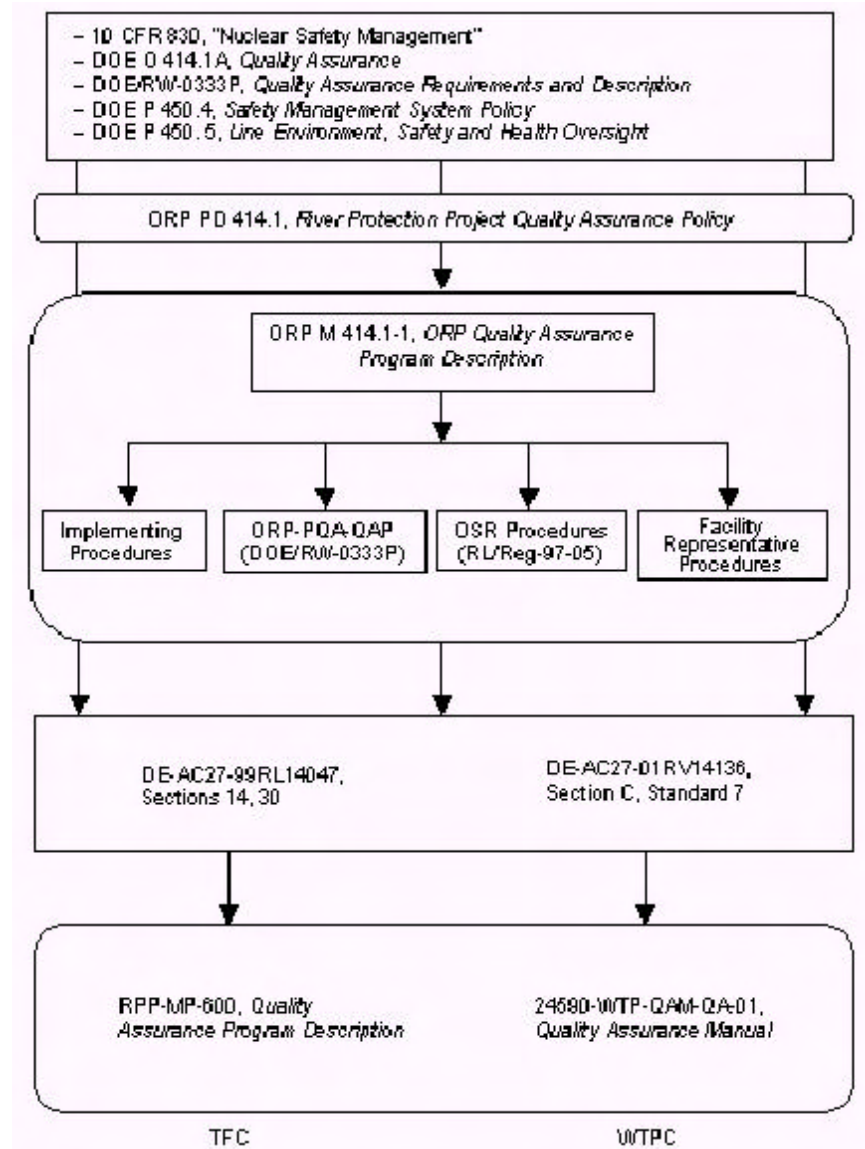 – 10 CFR 830, "Nuclear Safety Management"
– DOE O 414.1A, Quality Assurance
– DOE/RW-0333P, Quality Assurance Requirements and Description
– DOE P 450.4, Safety Management System Policy
– DOE P 450.5, Line Environment, Safety and Health Oversight
ORP PD 414.1, River Protection Project Quality Assurance Policy
ORP M 414.1-1, ORP Quality Assurance
Program Description
Implementing
Procedures
ORP-PQA-QAP
(DOE/RW-0333P)
OSR Procedures
(RL/Reg-97-05)
Facility
Representative
Procedures
DE-AC27-99RL14047,
Sections 14, 30
DE-AC27-01RV14136,
Section C, Standard 7
RPP-MP-600, Quality
Assurance Program Description
24590-WTP-QAM-QA-01,
Quality Assurance Manual
TFC
WTPC